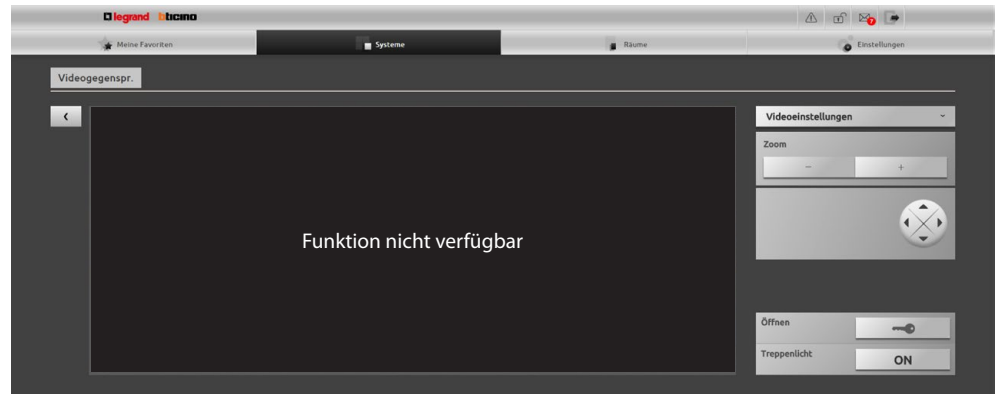 legrand bticino
Meine Favoriten
Systeme
Räume
Einstellungen
Videogegenspr.
Videoeinstellungen
Zoom
- +
Funktion nicht verfügbar
Öffnen
Treppenlicht
ON